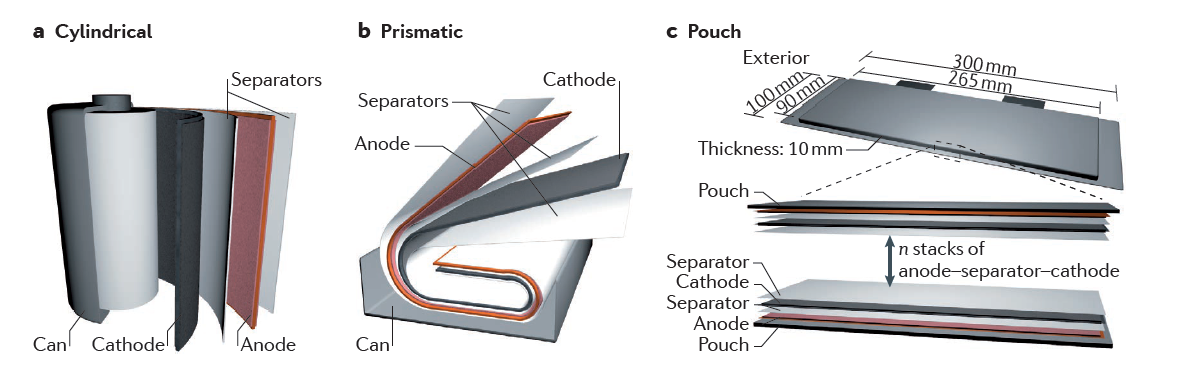 a Cylindrical
Separators
Can
Cathode
Anode
b Prismatic
Cathode
Separators
Anode
Can
c Pouch
Exterior
300 mm
265 mm
100 mm
90 mm
Thickness: 10 mm
Pouch
n stacks of
anode–separator–cathode
Separator
Cathode
Separator
Anode
Pouch